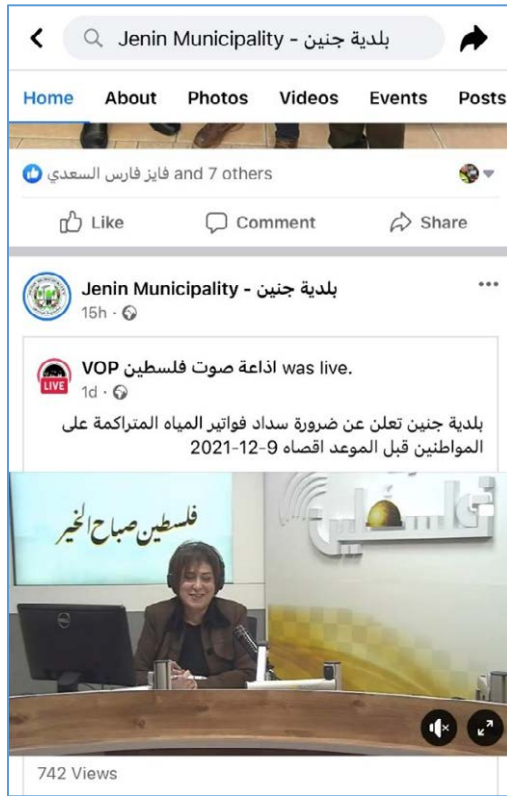 Jenin Municipality - بلدية جنين
Home About Photos Videos Events Posts
فايز فارس السعدي and 7 others
Like Comment Share
Jenin Municipality - بلدية جنين
15h
VOP اذاعة صوت فلسطين was live.
LIVE
1d
بلدية جنين تعلن عن ضرورة سداد فواتير المياه المتراكمة على
المواطنين قبل الموعد اقصاه 9-12-2021
فلسطين صباح الخير
فلسطين
DELL
742 Views